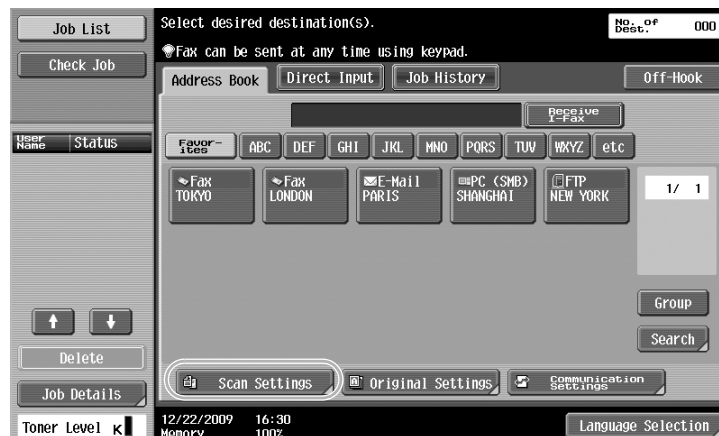 Job List
Check Job
User Name
Status
Delete
Job Details
Toner Level K
Select desired destination(s).
Fax can be sent at any time using keypad.
No. of Dest. 000
Address Book
Direct Input
Job History
Off-Hook
Receive I-Fax
Favor-ites ABC DEF GHI JKL MNO PQRS TUV WXYZ etc
Fax
TOKYO
Fax
LONDON
E-Mail
PARIS
PC (SMB)
SHANGHAI
FTP
NEW YORK
1/ 1
Group
Search
Scan Settings
Original Settings
Communication Settings
12/22/2009 16:30
Memory 100%
Language Selection